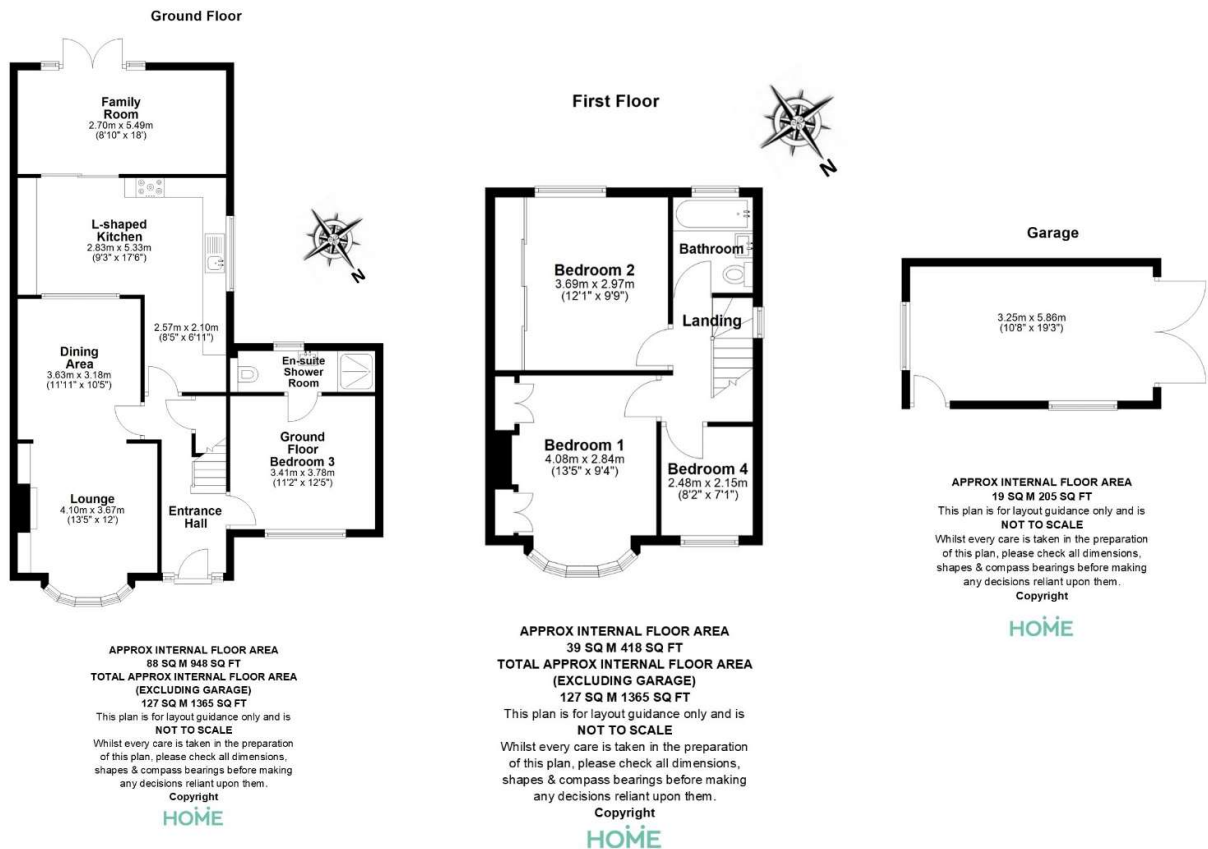 Ground Floor
Family
Room
2.70m x 5.49m
(8'10" x 18')
L-shaped
Kitchen
2.83m x 5.33m
(9'3" x 17'6")
2.57m x 2.10m
(8'5" x 6'11")
Dining
Area
3.63m x 3.18m
(11'11" x 10'5")
En-suite
Shower
Room
Ground
Floor
Bedroom 3
3.41m x 3.78m
(11'2" x 12'5")
Lounge
4.10m x 3.67m
(13'5" x 12')
Entrance
Hall
N
APPROX INTERNAL FLOOR AREA
88 SQ M 948 SQ FT
TOTAL APPROX INTERNAL FLOOR AREA
(EXCLUDING GARAGE)
127 SQ M 1365 SQ FT
This plan is for layout guidance only and is
NOT TO SCALE
Whilst every care is taken in the preparation
of this plan, please check all dimensions,
shapes & compass bearings before making
any decisions reliant upon them.
Copyright
HOME
First Floor
N
Bedroom 2
3.69m x 2.97m
(12'1" x 9'9")
Bathroom
Landing
Bedroom 1
4.08m x 2.84m
(13'5" x 9'4")
Bedroom 4
2.48m x 2.15m
(8'2" x 7'1")
APPROX INTERNAL FLOOR AREA
39 SQ M 418 SQ FT
TOTAL APPROX INTERNAL FLOOR AREA
(EXCLUDING GARAGE)
127 SQ M 1365 SQ FT
This plan is for layout guidance only and is
NOT TO SCALE
Whilst every care is taken in the preparation
of this plan, please check all dimensions,
shapes & compass bearings before making
any decisions reliant upon them.
Copyright
HOME
Garage
3.25m x 5.86m
(10'8" x 19'3")
APPROX INTERNAL FLOOR AREA
19 SQ M 205 SQ FT
This plan is for layout guidance only and is
NOT TO SCALE
Whilst every care is taken in the preparation
of this plan, please check all dimensions,
shapes & compass bearings before making
any decisions reliant upon them.
Copyright
HOME